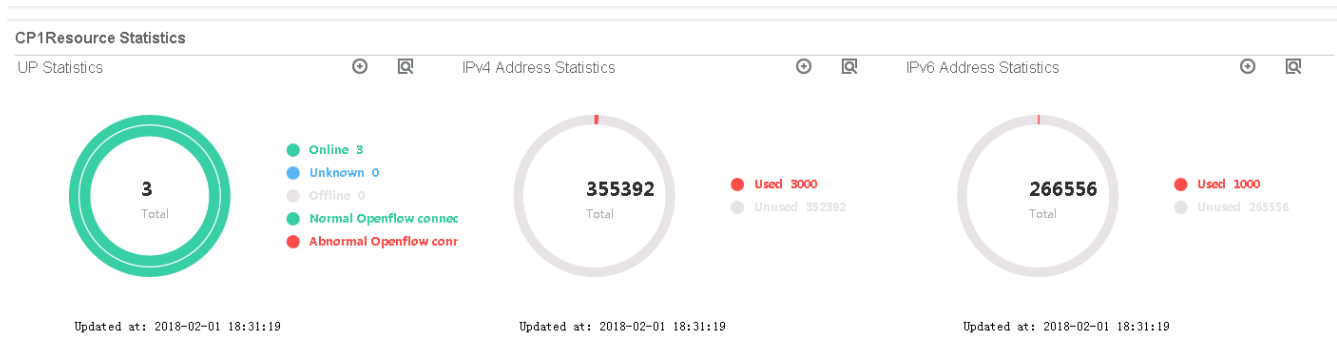 CP1Resource Statistics
UP Statistics
3
Total
Online 3
Unknown 0
Offline 0
Normal Openflow connec
Abnormal Openflow conr
Updated at: 2018-02-01 18:31:19
IPv4 Address Statistics
355392
Total
Used 3000
Unused 352392
Updated at: 2018-02-01 18:31:19
IPv6 Address Statistics
266556
Total
Used 1000
Unused 265556
Updated at: 2018-02-01 18:31:19